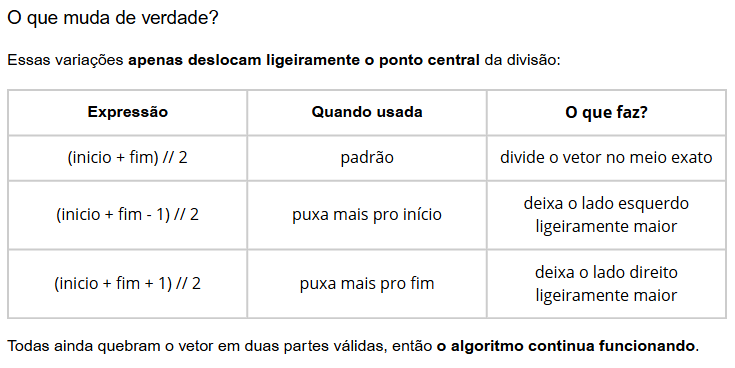 O que muda de verdade?
Essas variações apenas deslocam ligeiramente o ponto central da divisão:
Expressão Quando usada O que faz?
(inicio + fim) // 2 padrão divide o vetor no meio exato
(inicio + fim - 1) // 2 puxa mais pro início deixa o lado esquerdo
ligeiramente maior
(inicio + fim + 1) // 2 puxa mais pro fim deixa o lado direito
ligeiramente maior
Todas ainda quebram o vetor em duas partes válidas, então o algoritmo continua funcionando.